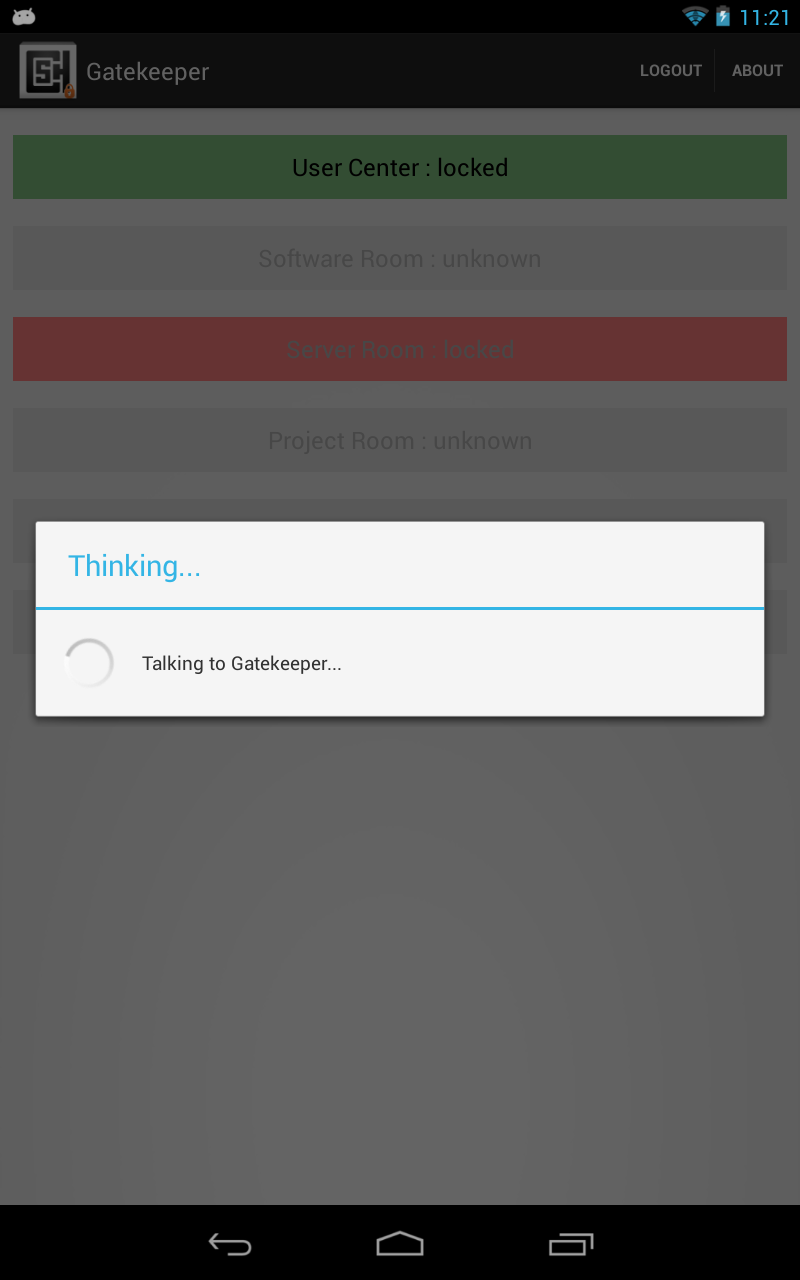 11:21
Gatekeeper
LOGOUT
ABOUT
User Center : locked
Software Room : unknown
Server Room : locked
Project Room : unknown
Thinking...
Talking to Gatekeeper...